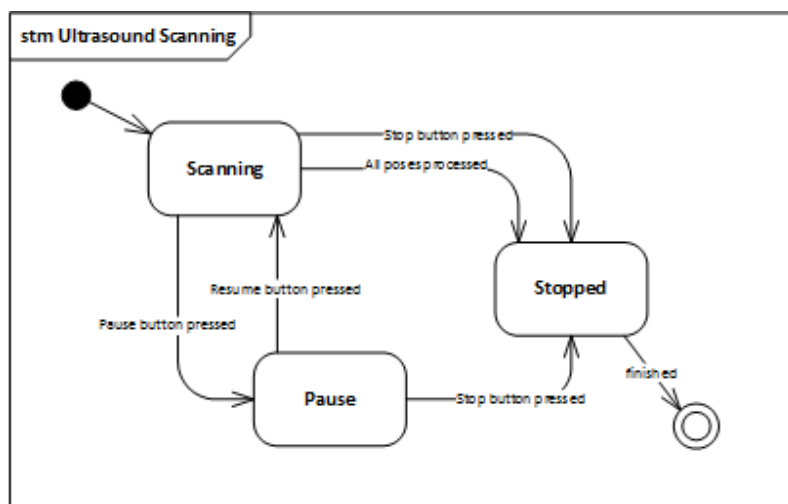 stm Ultrasound Scanning
Stop button pressed
Scanning
All poses processed
Stopped
Resume button pressed
Pause button pressed
finished
Pause
Stop button pressed